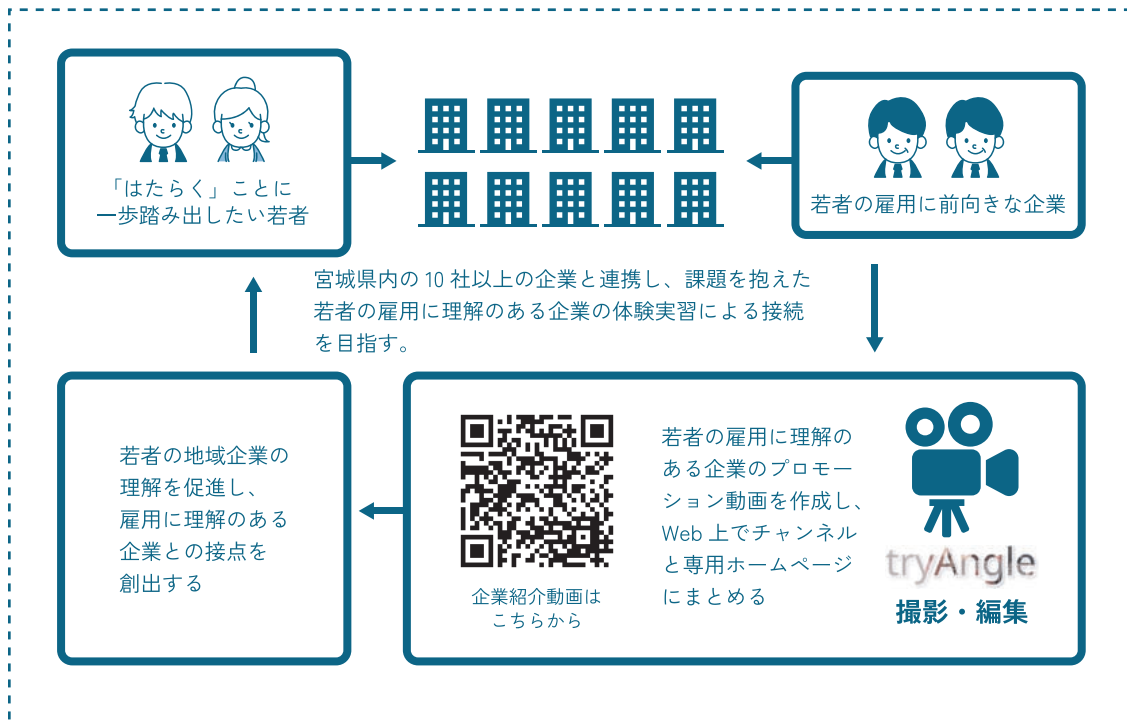 「はたらく」ことに
一歩踏み出したい若者
若者の雇用に前向きな企業
宮城県内の 10 社以上の企業と連携し、課題を抱えた
若者の雇用に理解のある企業の体験実習による接続
を目指す。
若者の地域企業の
理解を促進し、
雇用に理解のある
企業との接点を
創出する
企業紹介動画は
こちらから
若者の雇用に理解の
ある企業のプロモー
ション動画を作成し、
Web 上でチャンネル
と専用ホームページ
にまとめる
tryAngle
撮影・編集